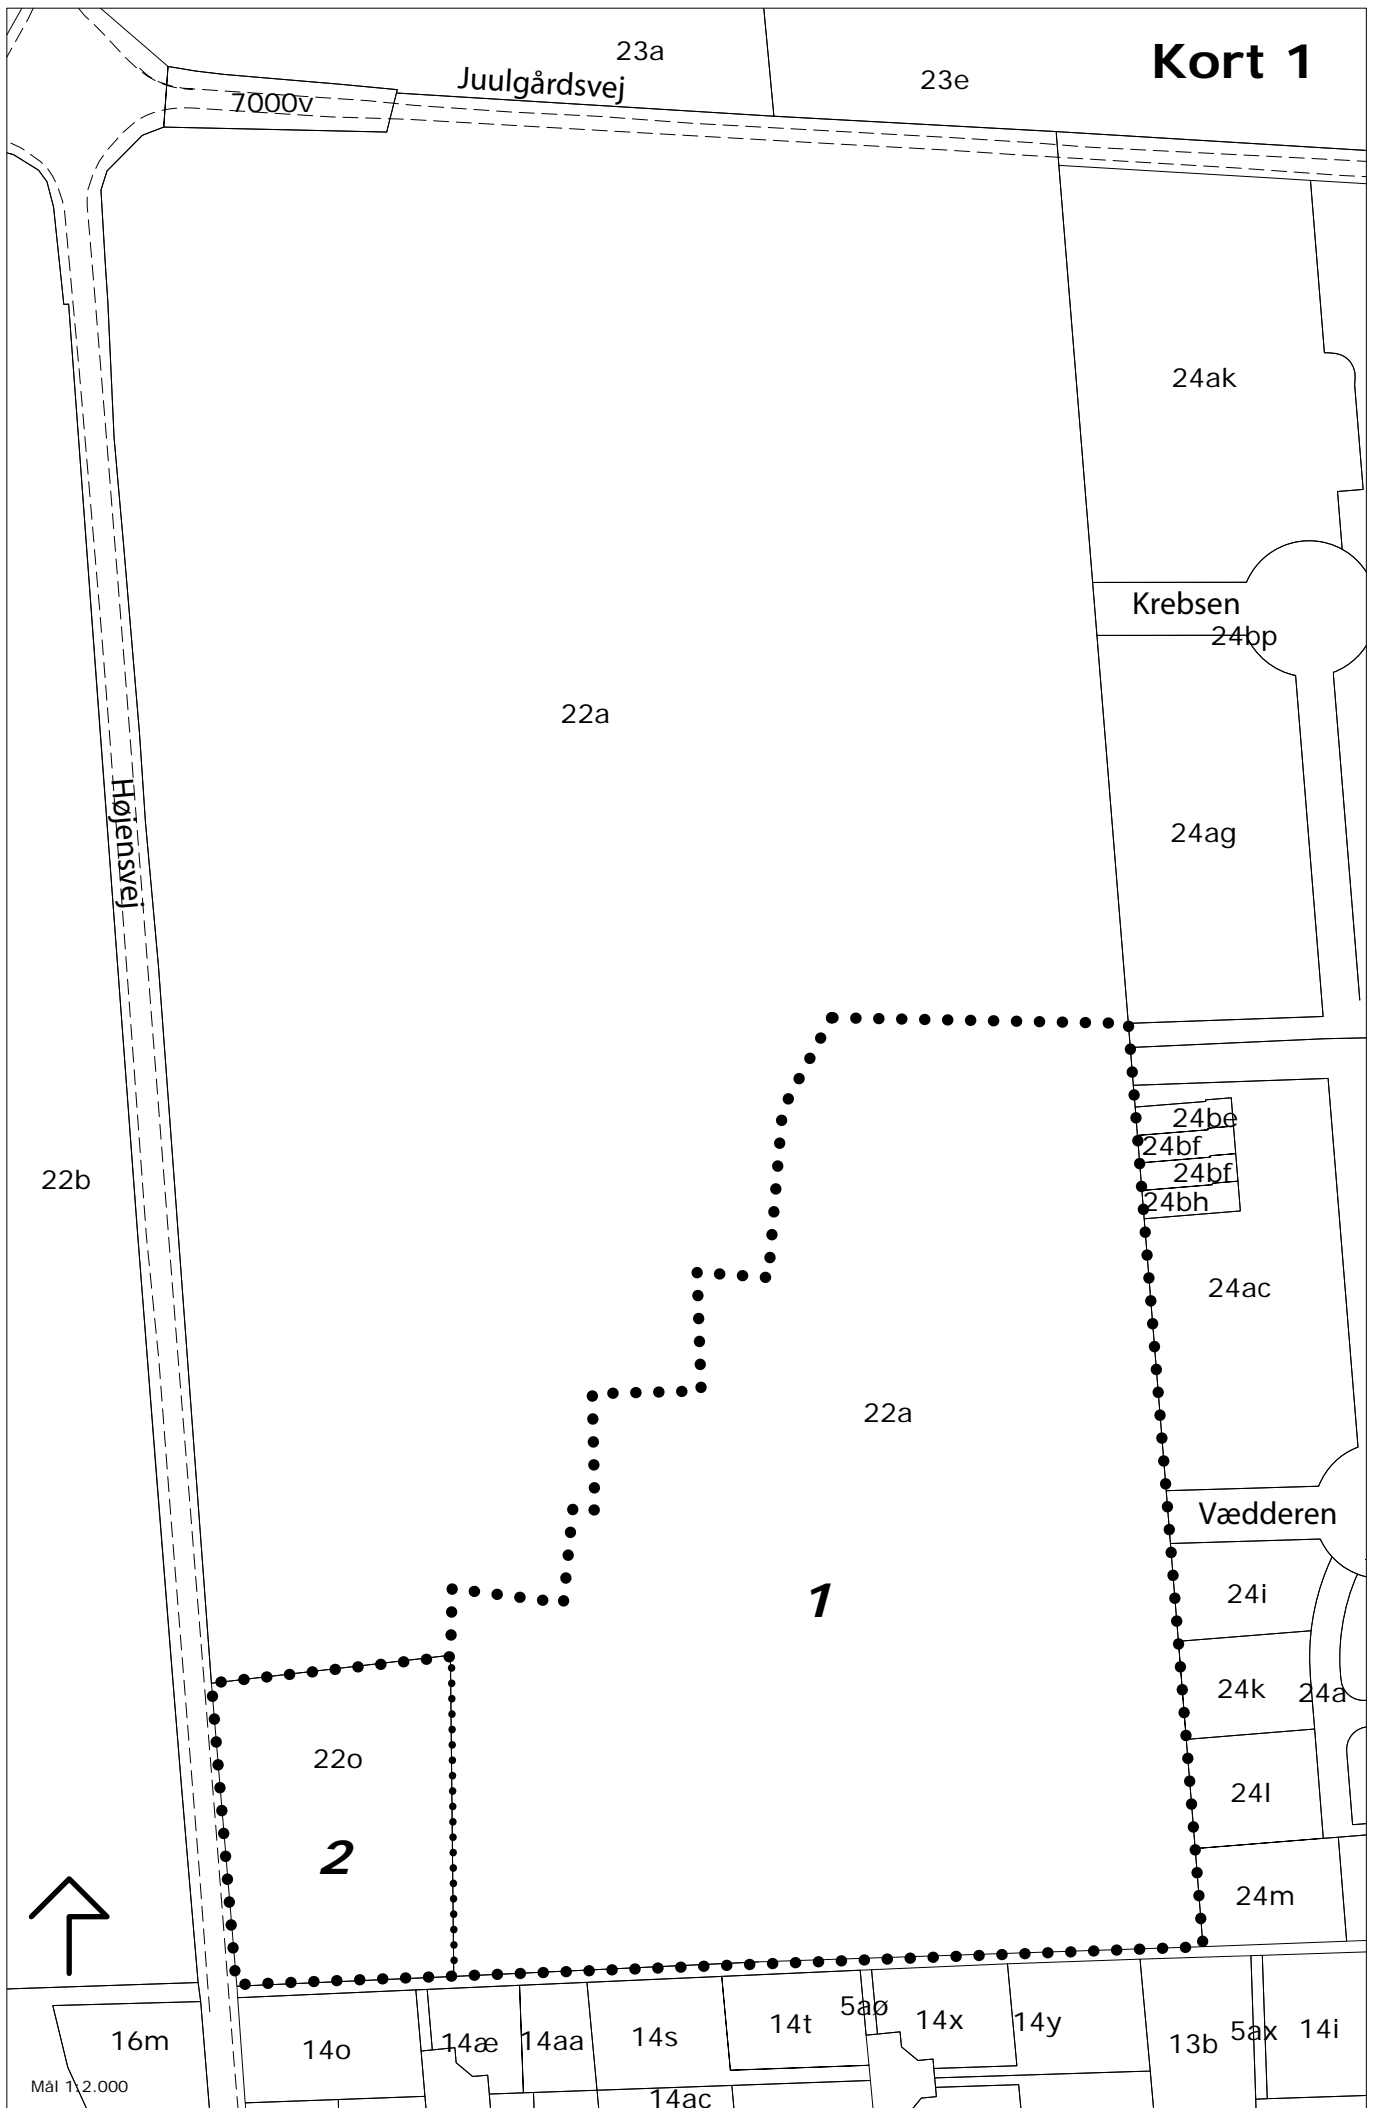 Kort 1
23a
Juulgårdsvej
23e
7000v
24ak
Krebsen
24bp
22a
24ag
Højensvej
24be
24bf
22b
24bf
24bh
24ac
22a
Vædderen
1
24i
24k
24a
22o
24l
2
24m
5aø
14x
14y
14t
5ax
14i
14s
16m
14æ
14aa
13b
14o
Mål 1:2.000
14ac